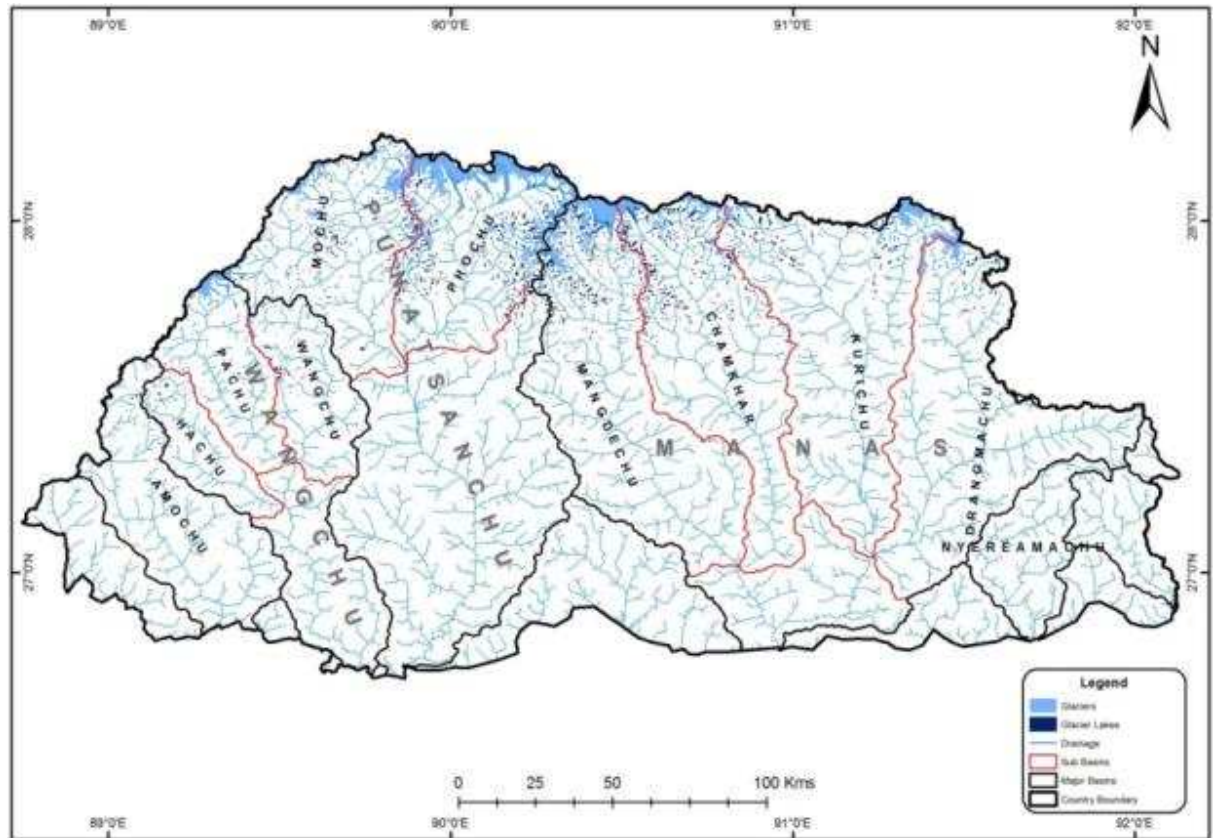 89°0'E 90°0'E 91°0'E 92°0'E
N
28°0'N
28°0'N
MOCHU
PUNATSANCHU
PHOCHU
WANGCHU
PACHU
WANGCHU
HACHU
AMOCHU
MANGDECHU
CHAMKHAR
KURICHU
MANAS
DRANGMACHU
NYEREAMACHU
27°0'N
27°0'N
Legend
Glaciers
Glacier Lakes
Drainage
Sub Basins
Major Basins
Country Boundary
0 25 50 100 Kms
89°0'E 90°0'E 91°0'E 92°0'E